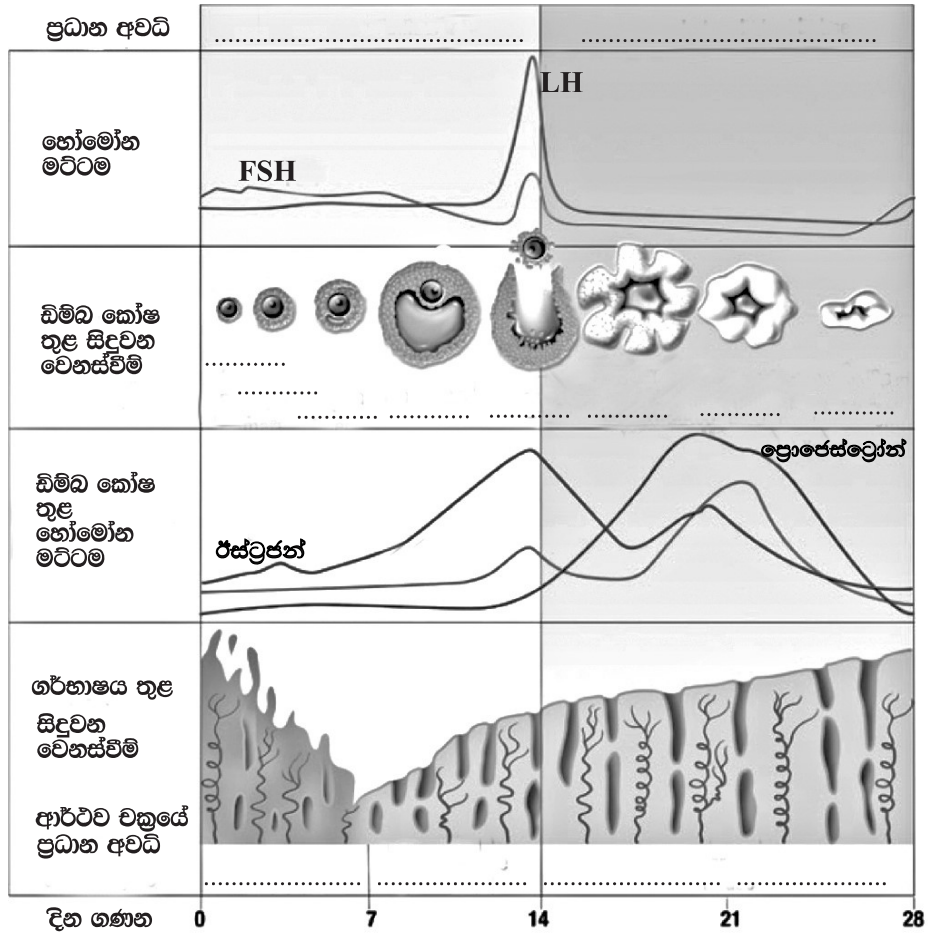 ප්‍රධාන අවධි
LH
හෝමෝන
මට්ටම
FSH
ඩිම්බ කෝෂ
තුළ සිදුවන
වෙනස්වීම්
ඩිම්බ කෝෂ
තුළ
හෝමෝන
මට්ටම
ප්‍රොජෙස්ට්‍රෝන්
ඊස්ට්‍රජන්
ගර්භාෂය තුළ
සිදුවන
වෙනස්වීම්
ආර්ථව චක්‍රයේ
ප්‍රධාන අවධි
දින ගණන 0 7 14 21 28